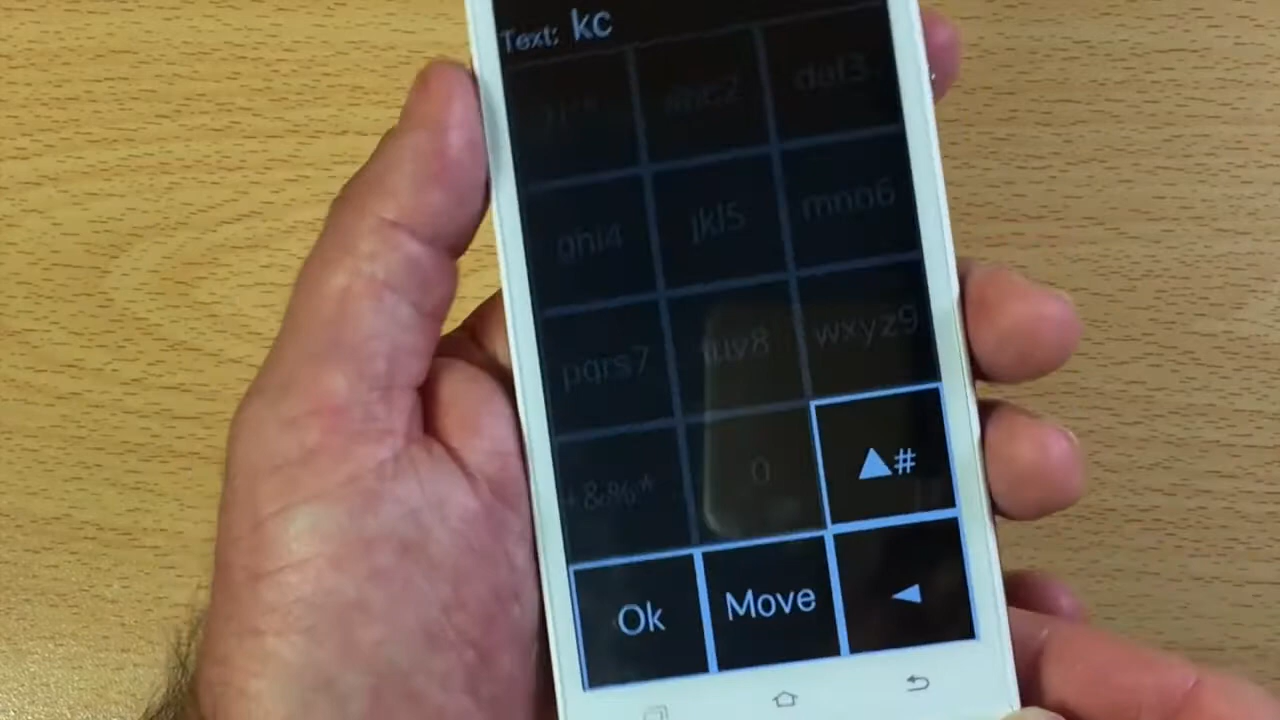 Text: kc
abc2 def3
ghi4 jkl5 mno6
pqrs7 tuv8 wxyz9
+&%* 0 ▲#
Ok Move ◀